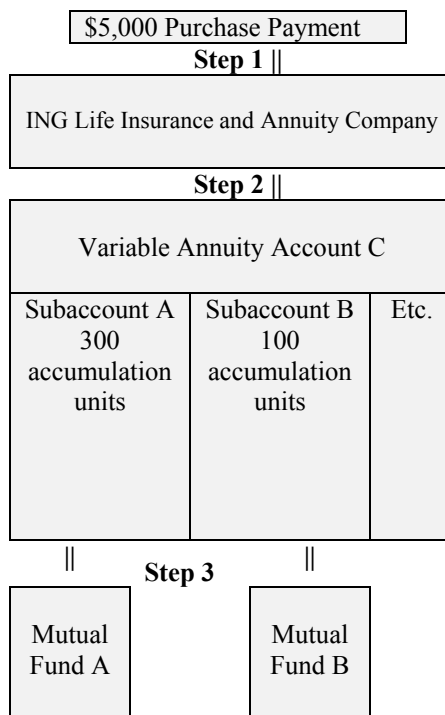 $5,000 Purchase Payment
Step 1 ||
ING Life Insurance and Annuity Company
Step 2 ||
Variable Annuity Account C
Subaccount A
300
accumulation
units
Subaccount B
100
accumulation
units
Etc.
||
Step 3
||
Mutual
Fund A
Mutual
Fund B